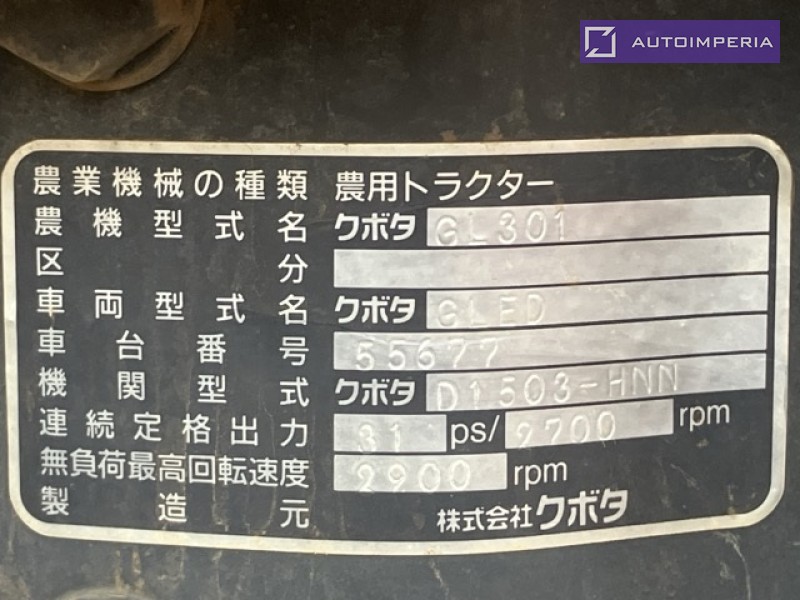 AUTOIMPERIA
農業機械の種類 農用トラクター
農機型式名 クボタ GL301
区分
車両型式名 クボタ GLED
車台番号 55677
機関型式 クボタ D1503-HNN
連続定格出力 31 ps/ 2700 rpm
無負荷最高回転速度 2900 rpm
製造元 株式会社クボタ